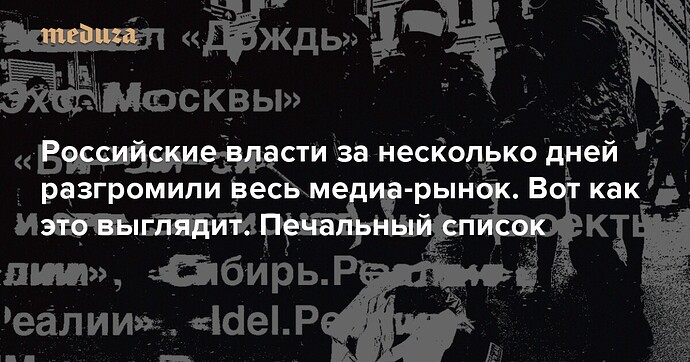 meduza
л «Дождь»
Эхо Москвы»
Российские власти за несколько дней
разгромили весь медиа-рынок. Вот как
это выглядит. Печальный список
Сибирь.Реалии
Реалии» «Idel.Реалии